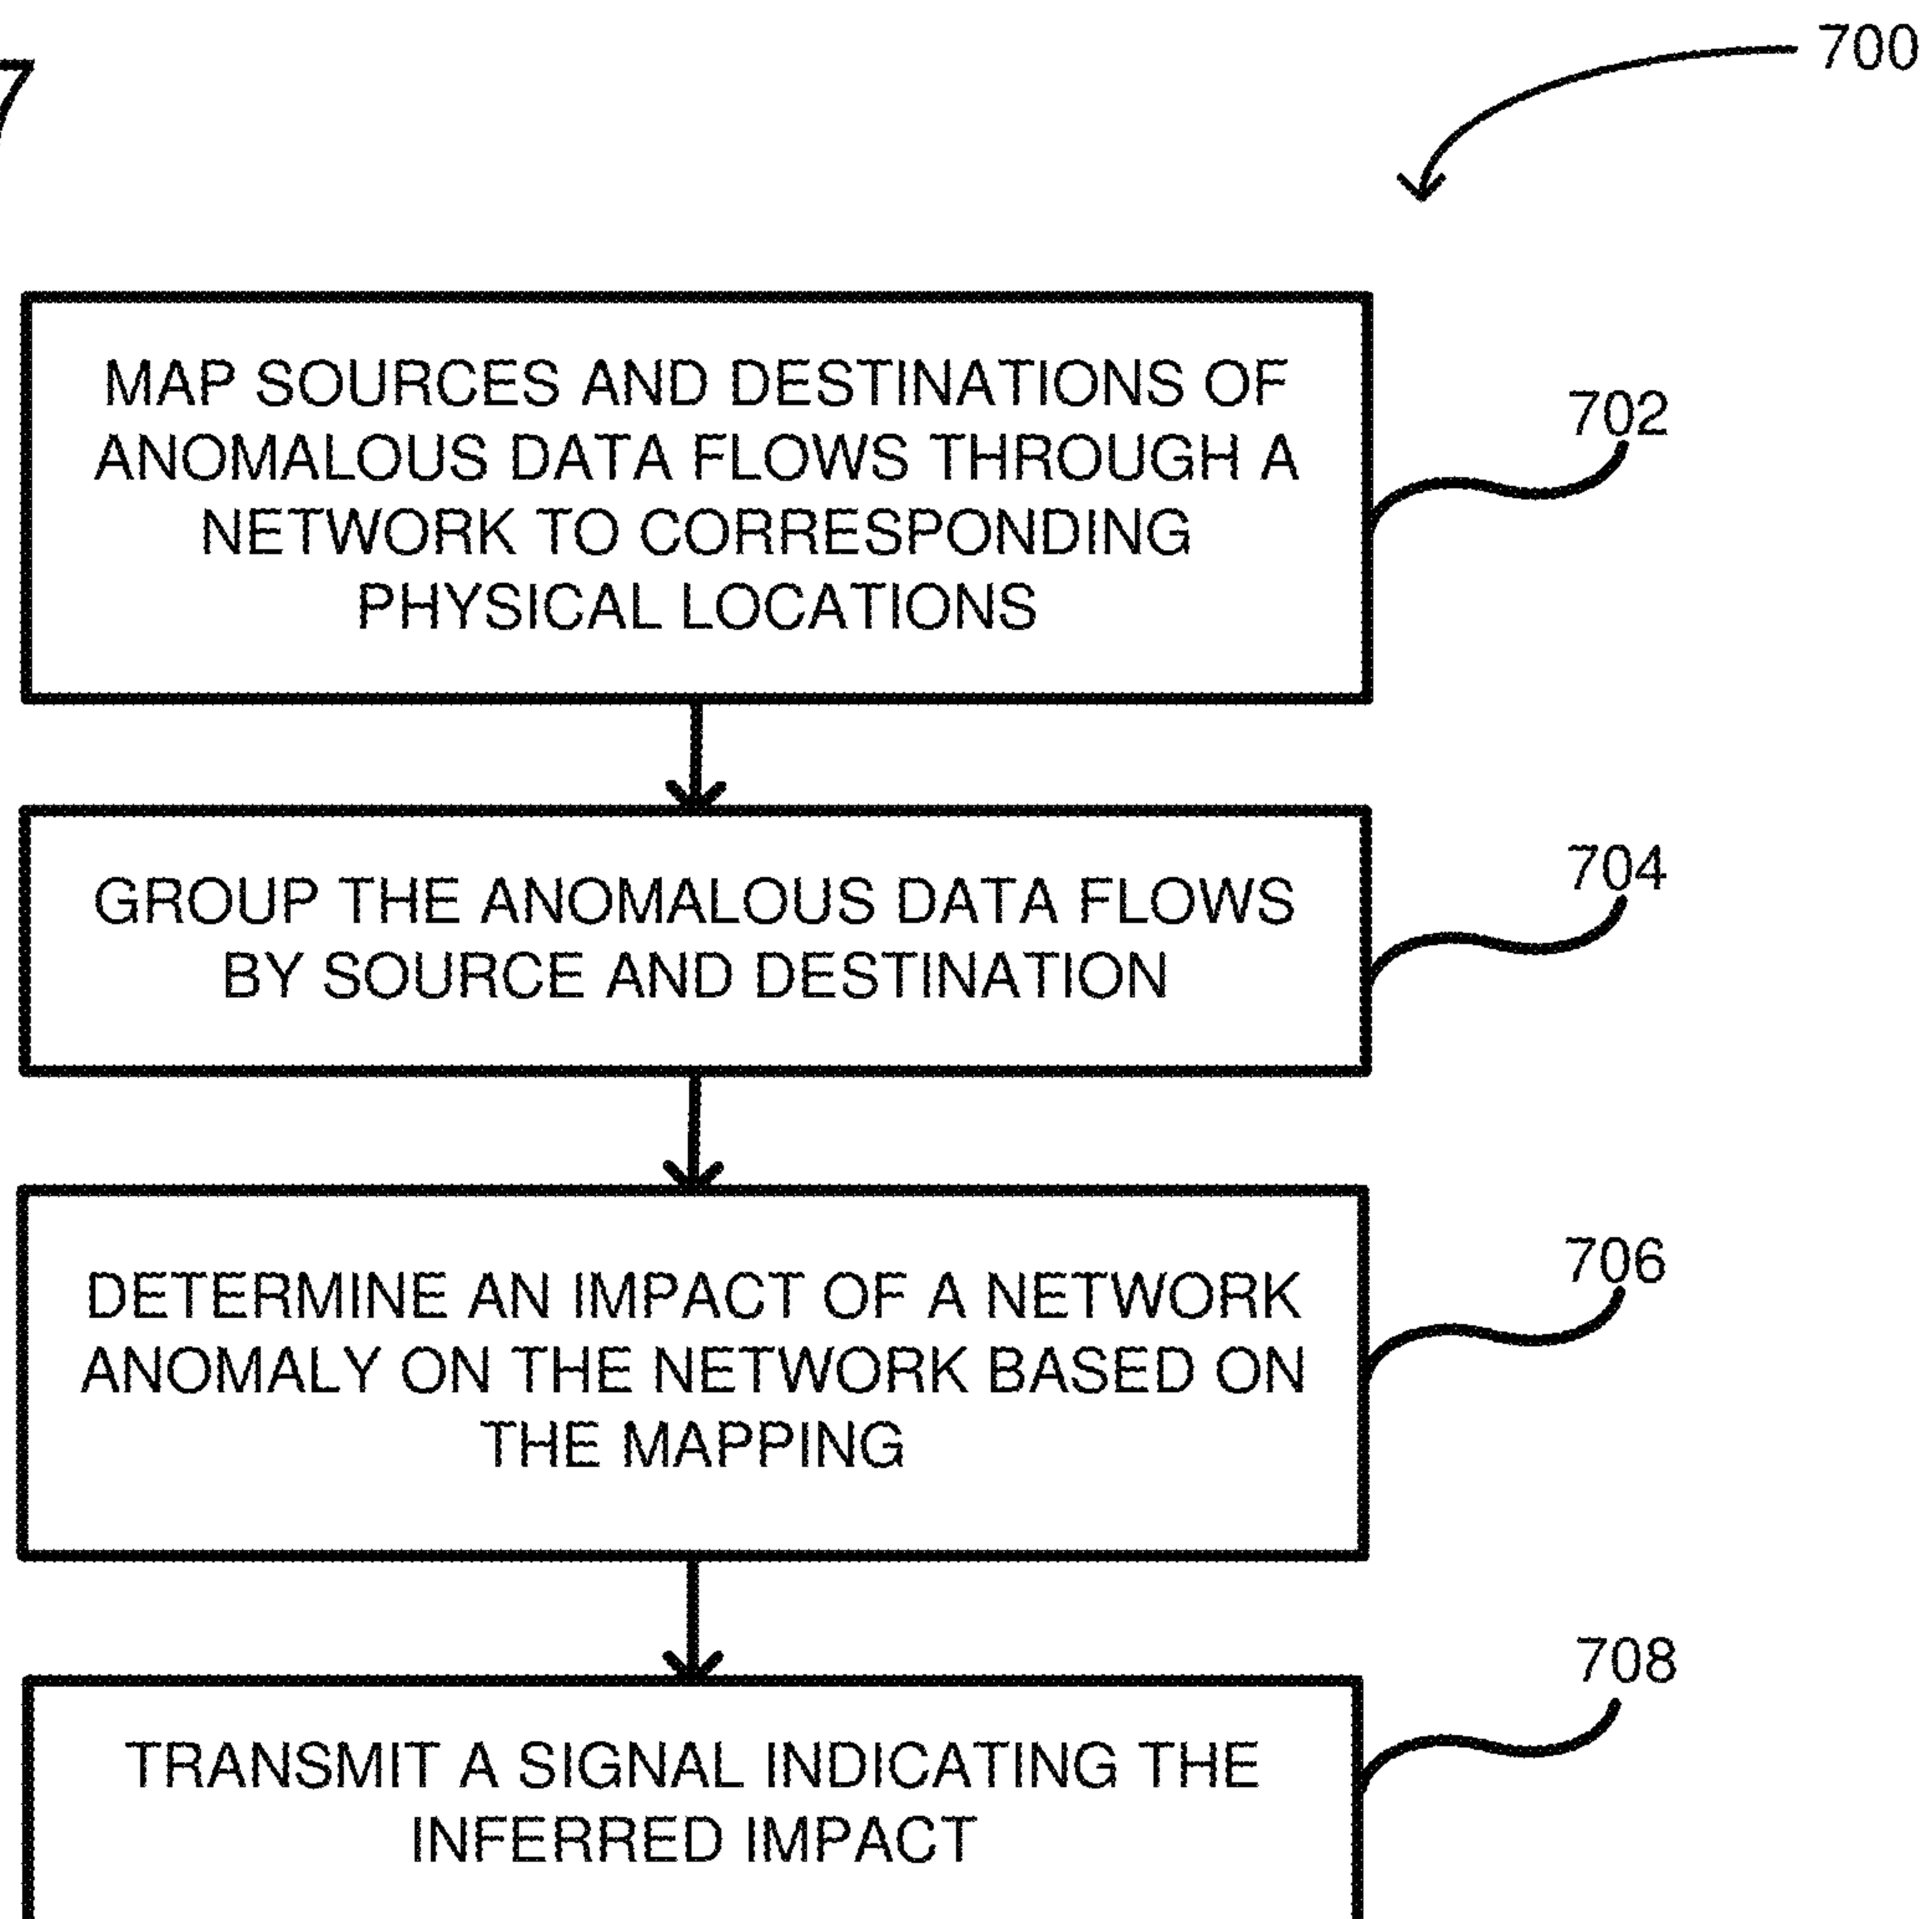 7
700
MAP SOURCES AND DESTINATIONS OF
ANOMALOUS DATA FLOWS THROUGH A
NETWORK TO CORRESPONDING
PHYSICAL LOCATIONS
702
GROUP THE ANOMALOUS DATA FLOWS
BY SOURCE AND DESTINATION
704
DETERMINE AN IMPACT OF A NETWORK
ANOMALY ON THE NETWORK BASED ON
THE MAPPING
706
TRANSMIT A SIGNAL INDICATING THE
INFERRED IMPACT
708